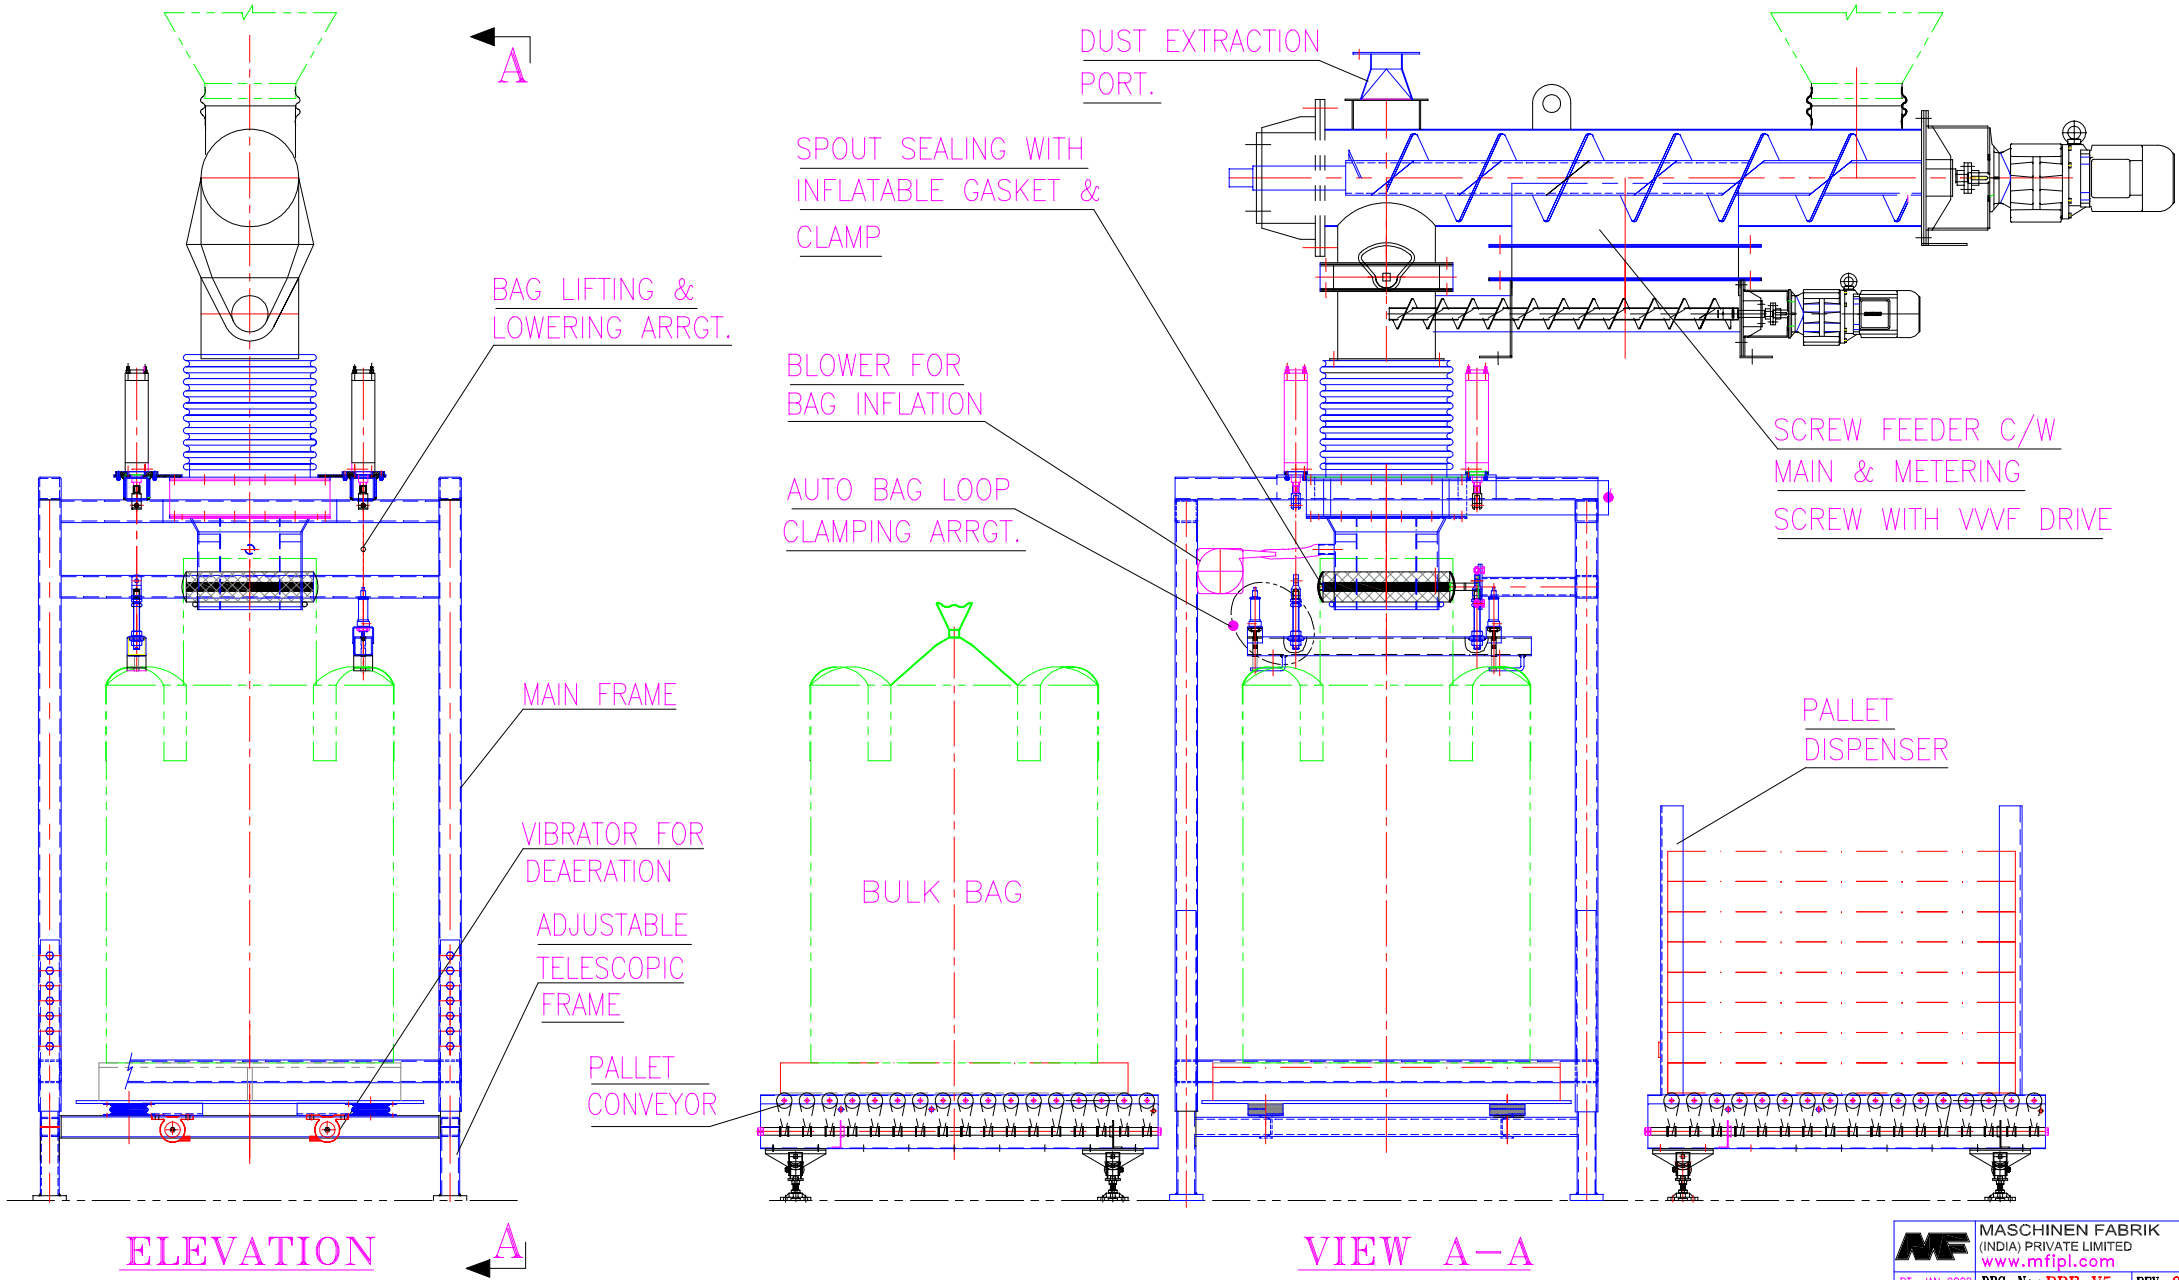 A
DUST EXTRACTION
PORT.
SPOUT SEALING WITH
INFLATABLE GASKET &
CLAMP
BAG LIFTING &
LOWERING ARRGT.
BLOWER FOR
BAG INFLATION
AUTO BAG LOOP
CLAMPING ARRGT.
SCREW FEEDER C/W
MAIN & METERING
SCREW WITH VVVF DRIVE
MAIN FRAME
PALLET
DISPENSER
VIBRATOR FOR
DEAERATION
BULK BAG
ADJUSTABLE
TELESCOPIC
FRAME
PALLET
CONVEYOR
A
ELEVATION
VIEW A-A
MF
MASCHINEN FABRIK
(INDIA) PRIVATE LIMITED
www.mfipl.com